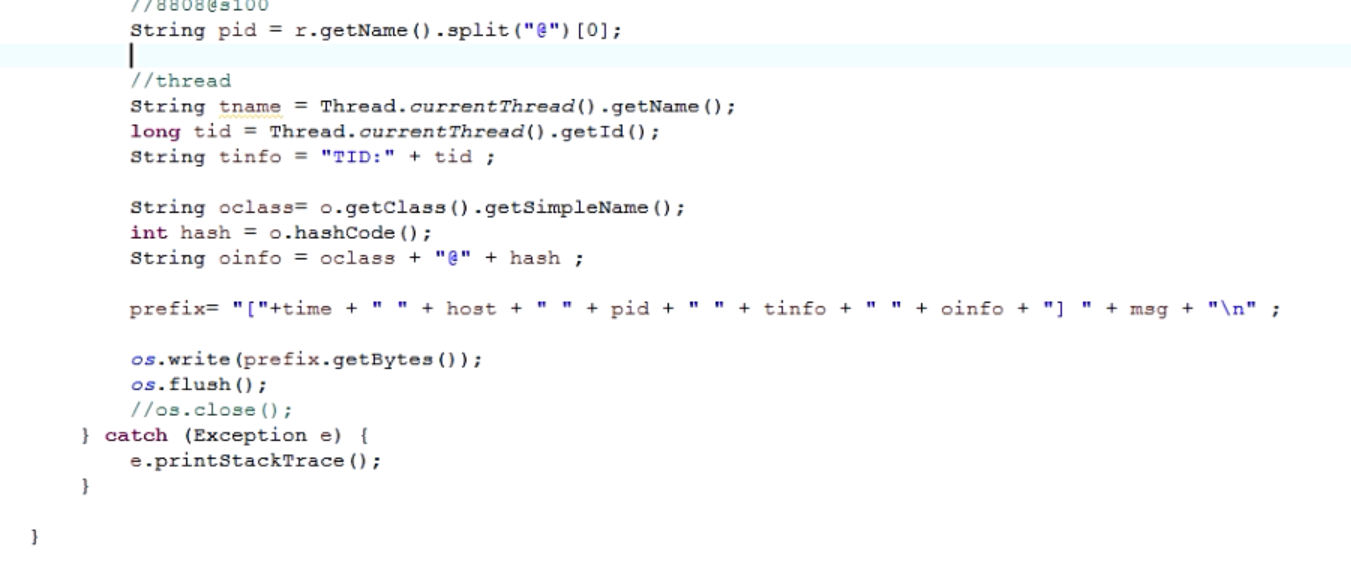 //8808@s100
String pid = r.getName().split("@")[0];
//thread
String tname = Thread.currentThread().getName();
long tid = Thread.currentThread().getId();
String tinfo = "TID:" + tid ;
String oclass= o.getClass().getSimpleName();
int hash = o.hashCode();
String oinfo = oclass + "@" + hash ;
prefix= "["+time + " " + host + " " + pid + " " + tinfo + " " + oinfo + "] " + msg + "\n" ;
os.write(prefix.getBytes());
os.flush();
//os.close();
} catch (Exception e) {
e.printStackTrace();
}
}